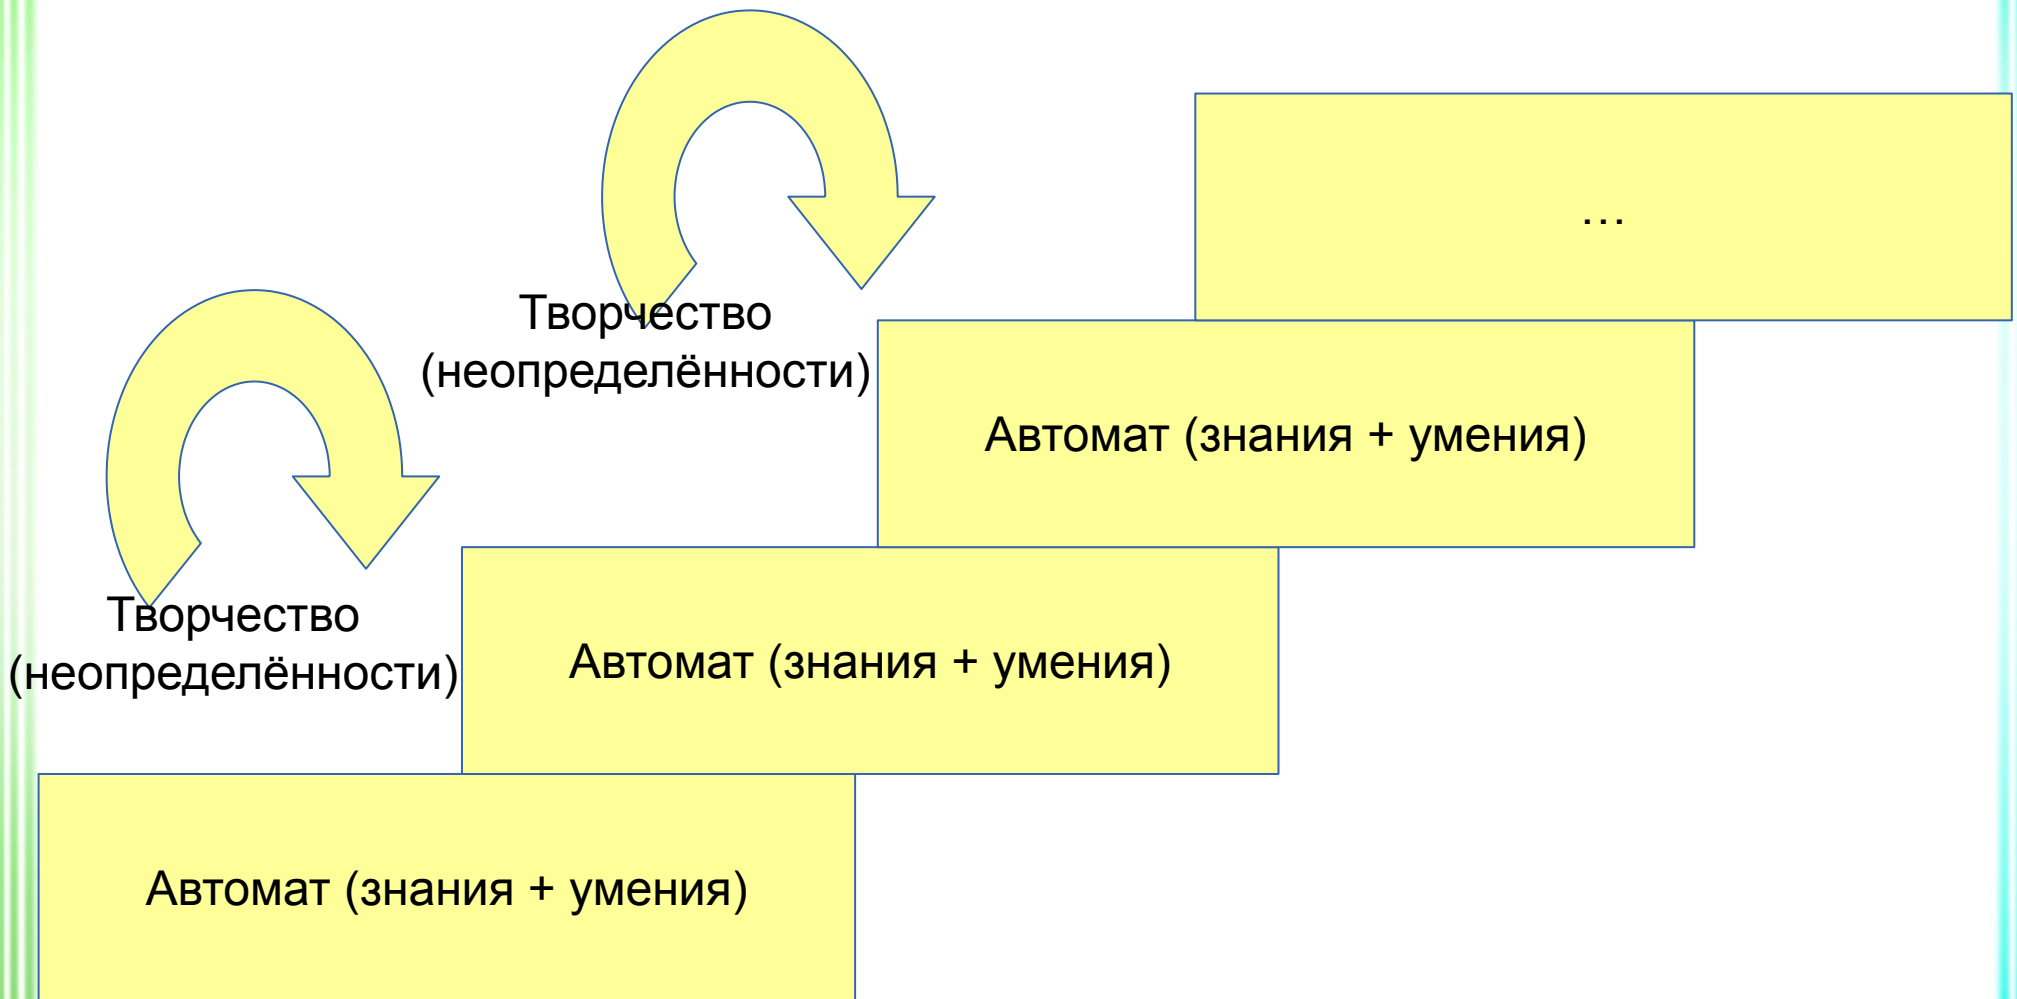 …
Творчество
(неопределённости)
Автомат (знания + умения)
Творчество
(неопределённости)
Автомат (знания + умения)
Автомат (знания + умения)